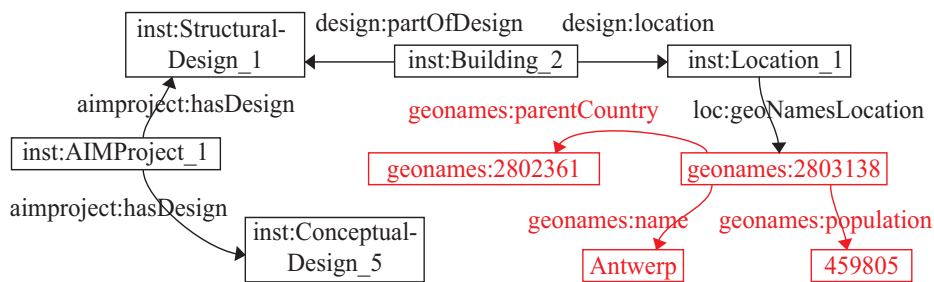 design:partOfDesign design:location
inst:Structural-
Design_1
inst:Building_2
inst:Location_1
aimproject:hasDesign
geonames:parentCountry
loc:geoNamesLocation
inst:AIMProject_1
geonames:2802361
geonames:2803138
aimproject:hasDesign
geonames:name
geonames:population
inst:Conceptual-
Design_5
Antwerp
459805